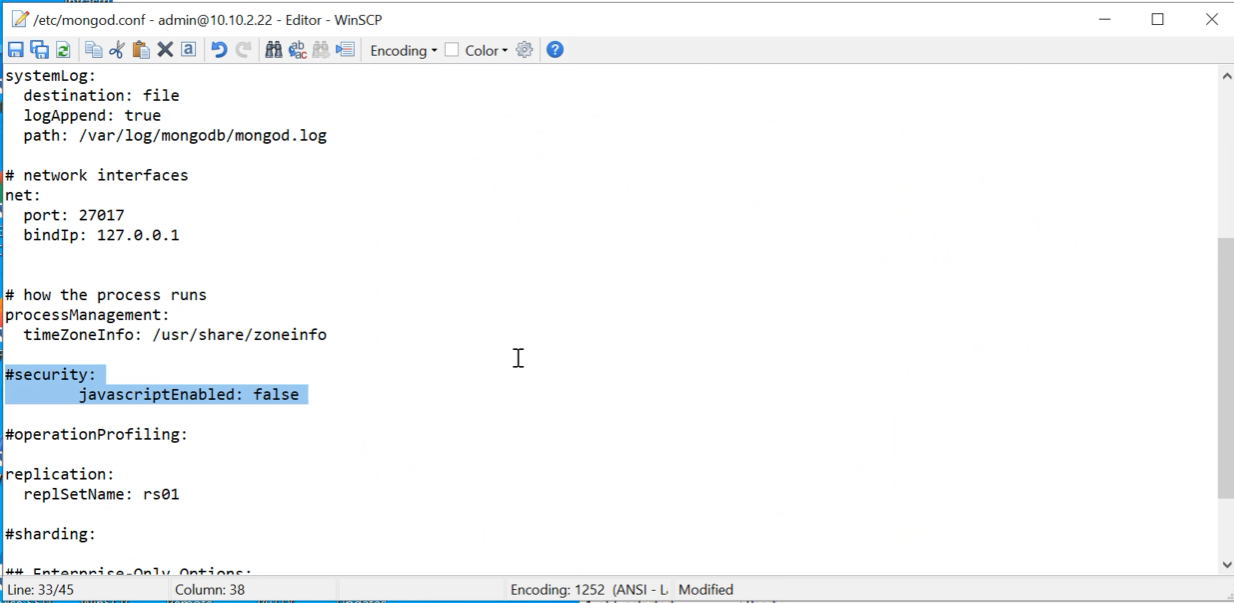 /etc/mongod.conf - admin@10.10.2.22 - Editor - WinSCP
Encoding Color
systemLog:
destination: file
logAppend: true
path: /var/log/mongodb/mongod.log
# network interfaces
net:
port: 27017
bindIp: 127.0.0.1
# how the process runs
processManagement:
timeZoneInfo: /usr/share/zoneinfo
#security:
javascriptEnabled: false
#operationProfiling:
replication:
replSetName: rs01
#sharding:
## Enterprise-Only Options:
Line: 33/45 Column: 38 Encoding: 1252 (ANSI - L Modified